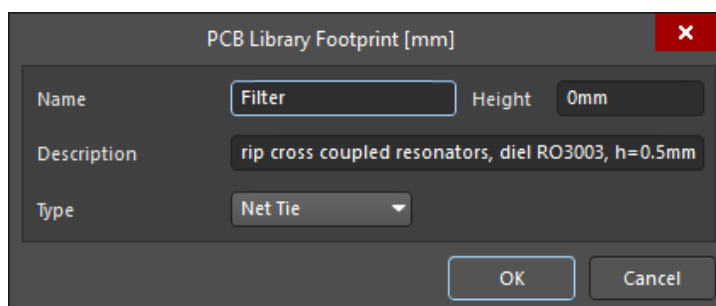 PCB Library Footprint [mm]
Name Filter Height 0mm
Description rip cross coupled resonators, diel RO3003, h=0.5mm
Type Net Tie
OK Cancel